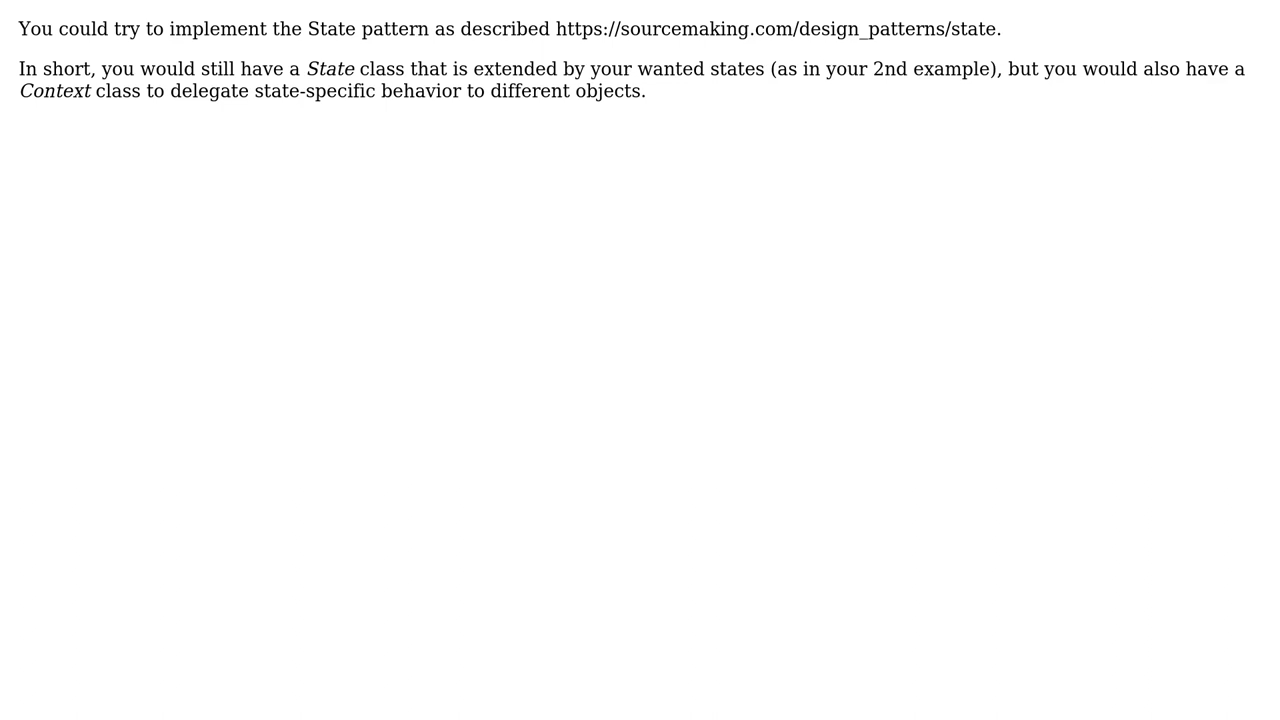 You could try to implement the State pattern as described https://sourcemaking.com/design_patterns/state.
In short, you would still have a State class that is extended by your wanted states (as in your 2nd example), but you would also have a
Context class to delegate state-specific behavior to different objects.